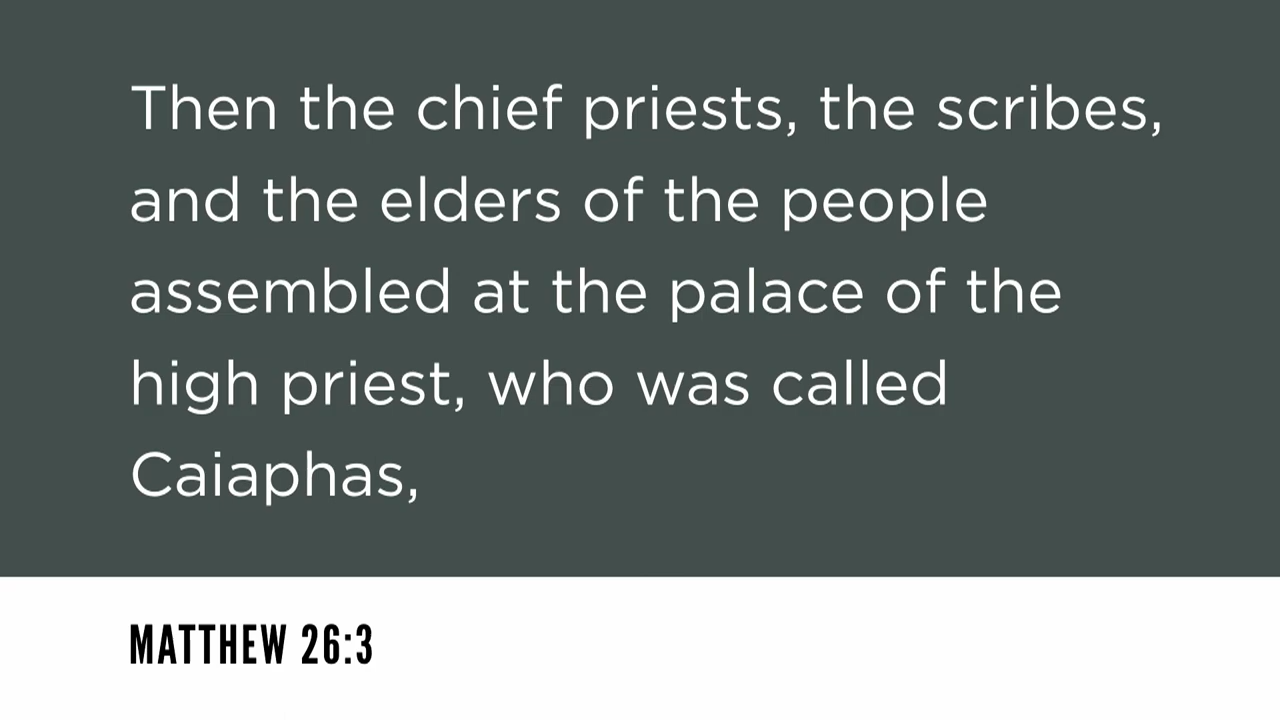 Then the chief priests, the scribes,
and the elders of the people
assembled at the palace of the
high priest, who was called
Caiaphas,
MATTHEW 26:3